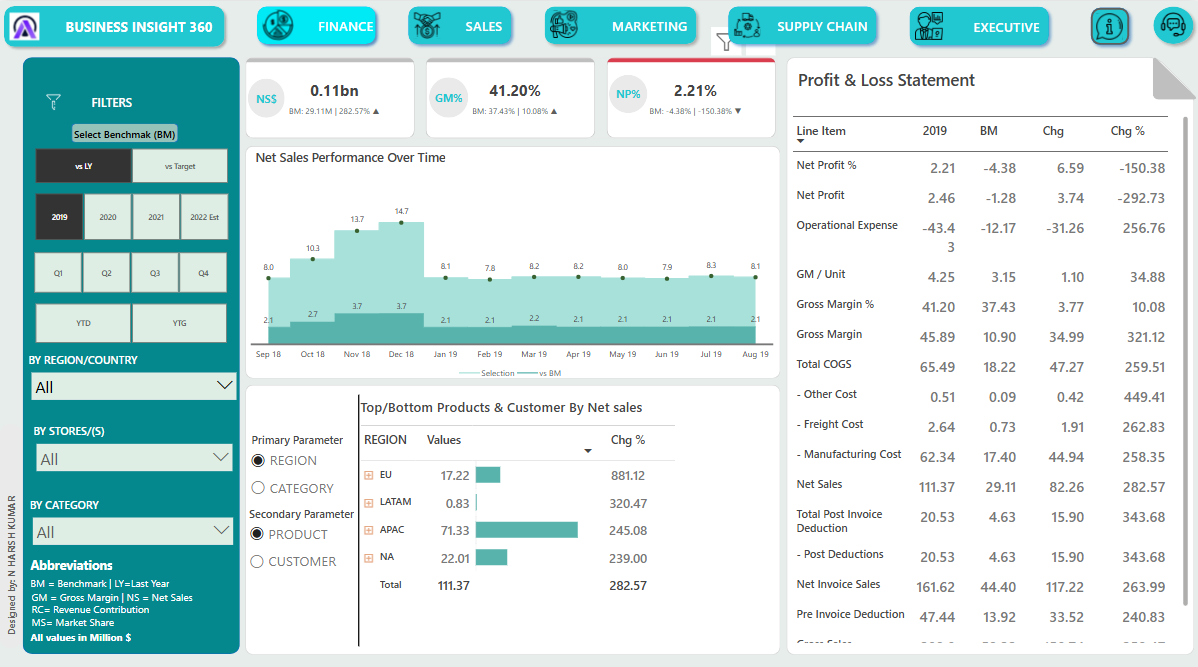 BUSINESS INSIGHT 360
FINANCE
SALES
MARKETING
SUPPLY CHAIN
EXECUTIVE
FILTERS
Select Benchmak (BM)
vs LY
vs Target
2019
2020
2021
2022 Est
Q1
Q2
Q3
Q4
YTD
YTG
BY REGION/COUNTRY
All
BY STORES/(S)
All
BY CATEGORY
All
Abbreviations
BM = Benchmark | LY=Last Year
GM = Gross Margin | NS = Net Sales
RC= Revenue Contribution
MS= Market Share
All values in Million $
Designed by: N HARISH KUMAR
NS$
0.11bn
BM: 29.11M | 282.57% ▲
GM%
41.20%
BM: 37.43% | 10.08% ▲
NP%
2.21%
BM: -4.38% | -150.38% ▼
Net Sales Performance Over Time
8.0 10.3 13.7 14.7 8.1 7.8 8.2 8.2 8.0 7.9 8.3 8.1
2.1 2.7 3.7 3.7 2.1 2.1 2.2 2.1 2.1 2.1 2.1 2.1
Sep 18 Oct 18 Nov 18 Dec 18 Jan 19 Feb 19 Mar 19 Apr 19 May 19 Jun 19 Jul 19 Aug 19
Selection vs BM
Primary Parameter
REGION
CATEGORY
Secondary Parameter
PRODUCT
CUSTOMER
Top/Bottom Products & Customer By Net sales
REGION Values Chg %
EU 17.22 881.12
LATAM 0.83 320.47
APAC 71.33 245.08
NA 22.01 239.00
Total 111.37 282.57
Profit & Loss Statement
Line Item 2019 BM Chg Chg %
Net Profit % 2.21 -4.38 6.59 -150.38
Net Profit 2.46 -1.28 3.74 -292.73
Operational Expense -43.4 -12.17 -31.26 256.76
3
GM / Unit 4.25 3.15 1.10 34.88
Gross Margin % 41.20 37.43 3.77 10.08
Gross Margin 45.89 10.90 34.99 321.12
Total COGS 65.49 18.22 47.27 259.51
- Other Cost 0.51 0.09 0.42 449.41
- Freight Cost 2.64 0.73 1.91 262.83
- Manufacturing Cost 62.34 17.40 44.94 258.35
Net Sales 111.37 29.11 82.26 282.57
Total Post Invoice
Deduction 20.53 4.63 15.90 343.68
- Post Deductions 20.53 4.63 15.90 343.68
Net Invoice Sales 161.62 44.40 117.22 263.99
Pre Invoice Deduction 47.44 13.92 33.52 240.83